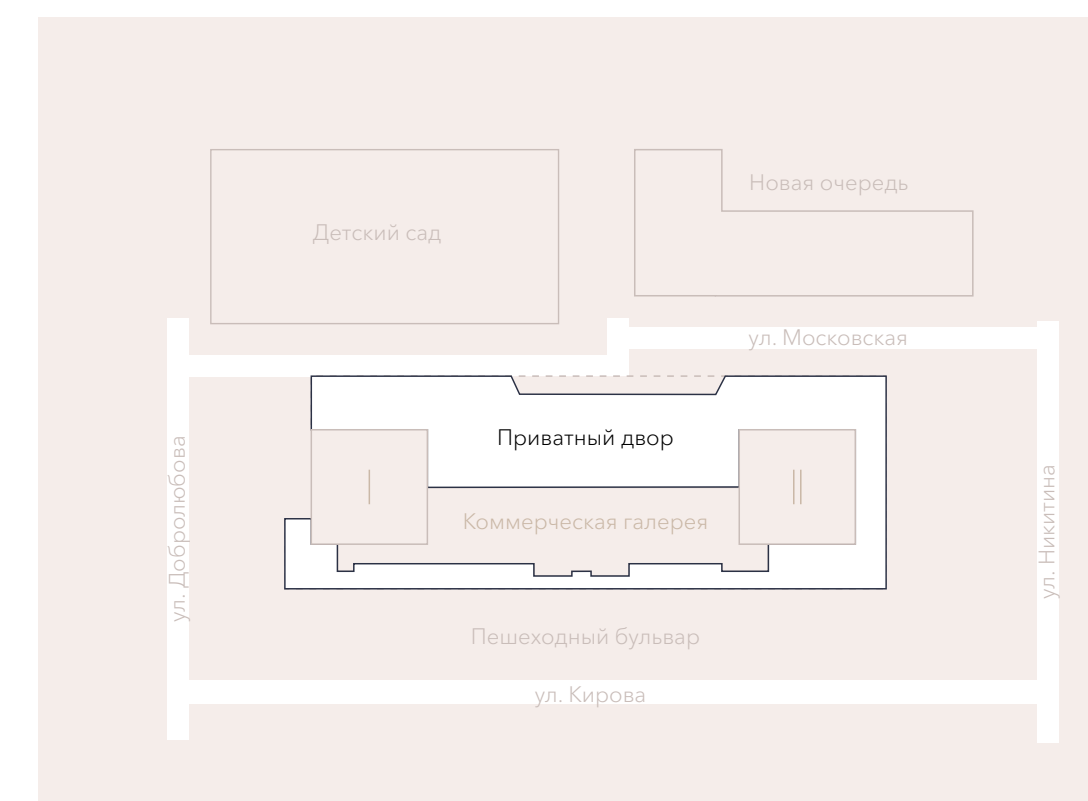 Новая очередь
Детский сад
ул. Московская
Приватный двор
ул. Добролюбова
I
II
ул. Никитина
Коммерческая галерея
Пешеходный бульвар
ул. Кирова